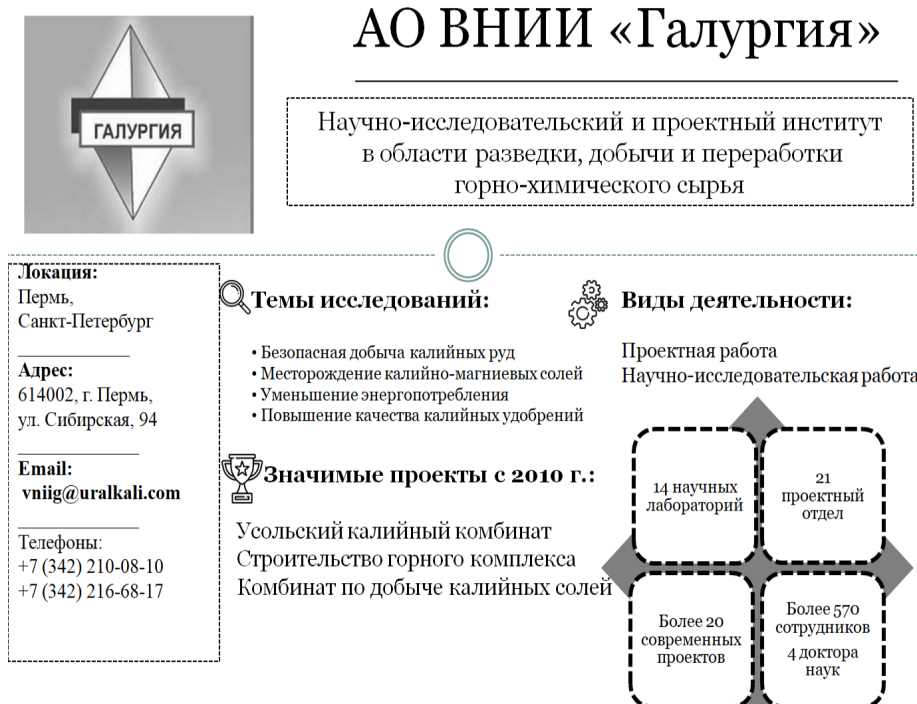 ГАЛУРГИЯ
АО ВНИИ «Галургия»
Научно-исследовательский и проектный институт
в области разведки, добычи и переработки
горно-химического сырья
Локация:
Пермь,
Санкт-Петербург
Адрес:
614002, г. Пермь,
ул. Сибирская, 94
Email:
vniig@uralkali.com
Телефоны:
+7 (342) 210-08-10
+7 (342) 216-68-17
Темы исследований:
• Безопасная добыча калийных руд
• Месторождение калийно-магниевых солей
• Уменьшение энергопотребления
• Повышение качества калийных удобрений
Значимые проекты с 2010 г.:
Усольский калийный комбинат
Строительство горного комплекса
Комбинат по добыче калийных солей
Виды деятельности:
Проектная работа
Научно-исследовательская работа
14 научных
лабораторий
21
проектный
отдел
Более 20
современных
проектов
Более 570
сотрудников
4 доктора
наук